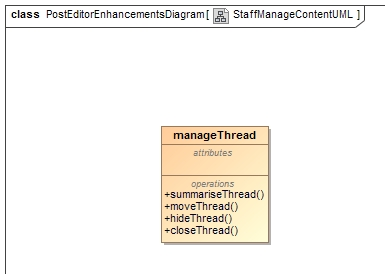 class PostEditorEnhancementsDiagram[ StaffManageContentUML ]
manageThread
attributes
operations
+summariseThread()
+moveThread()
+hideThread()
+closeThread()